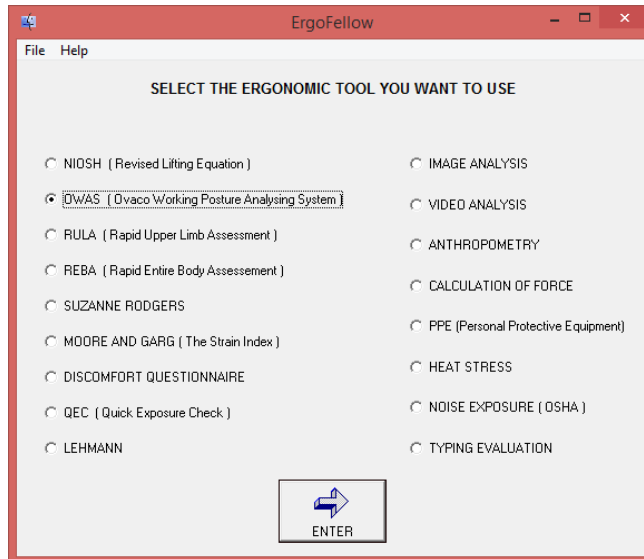 ErgoFellow
File Help
SELECT THE ERGONOMIC TOOL YOU WANT TO USE
NIOSH ( Revised Lifting Equation )
OWAS ( Ovaco Working Posture Analysing System )
RULA ( Rapid Upper Limb Assessment )
REBA ( Rapid Entire Body Assessement )
SUZANNE RODGERS
MOORE AND GARG ( The Strain Index )
DISCOMFORT QUESTIONNAIRE
QEC ( Quick Exposure Check )
LEHMANN
IMAGE ANALYSIS
VIDEO ANALYSIS
ANTHROPOMETRY
CALCULATION OF FORCE
PPE (Personal Protective Equipment)
HEAT STRESS
NOISE EXPOSURE ( OSHA )
TYPING EVALUATION
ENTER